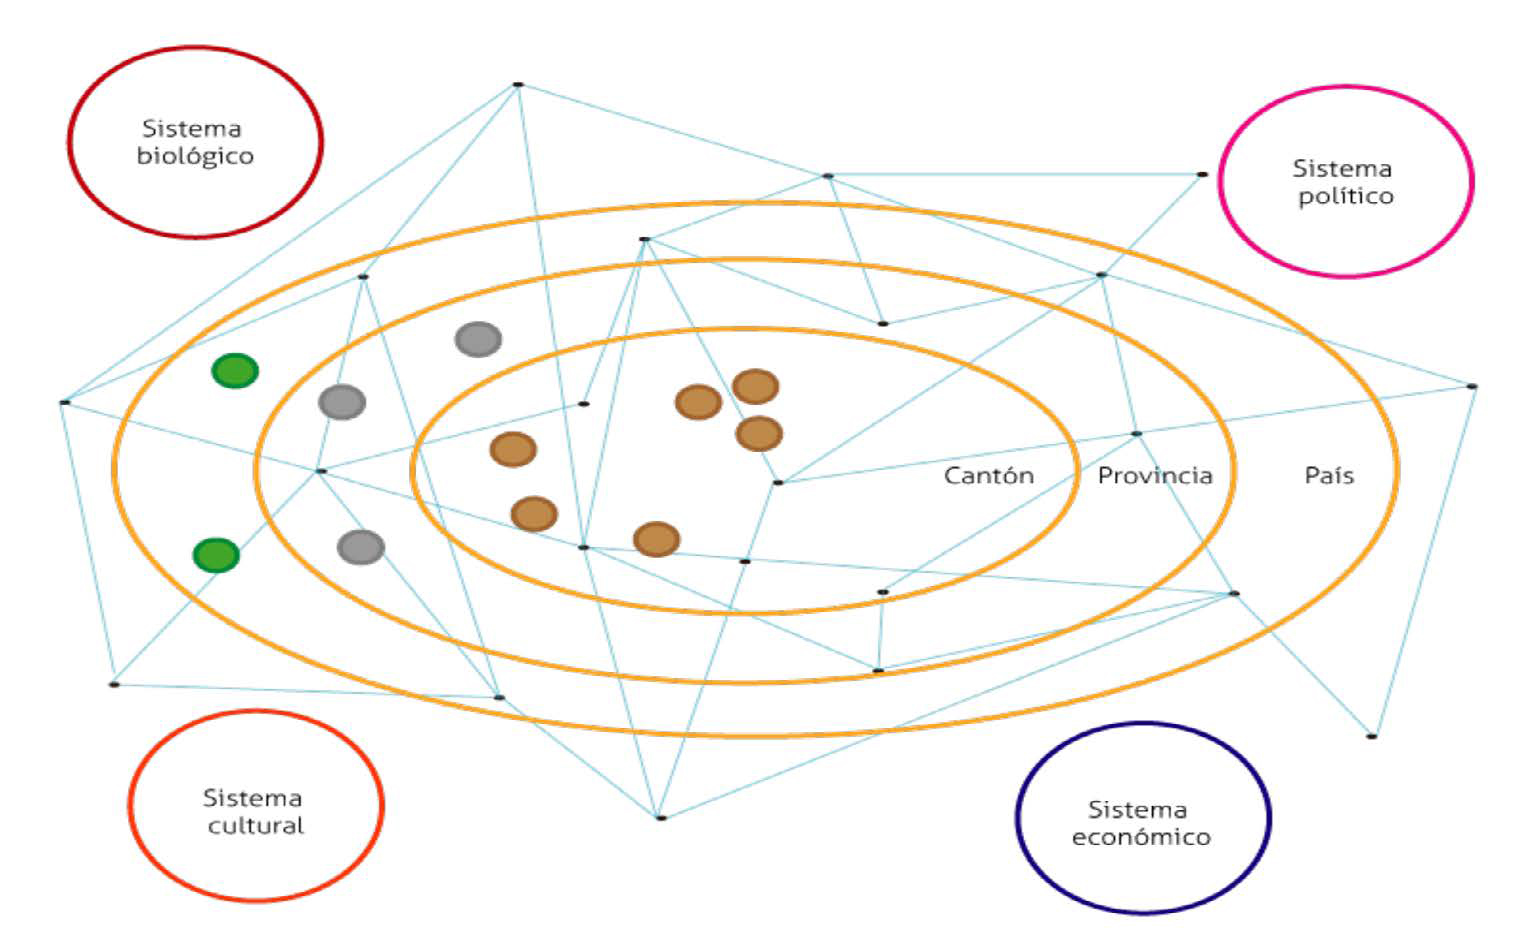 Sistema
biológico
Sistema
político
Cantón
Provincia
País
Sistema
cultural
Sistema
económico